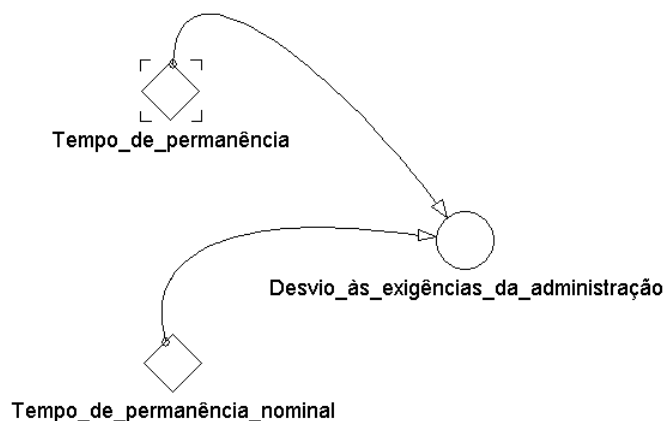 Tempo_de_permanência
Desvio_às_exigências_da_administração
Tempo_de_permanência_nominal